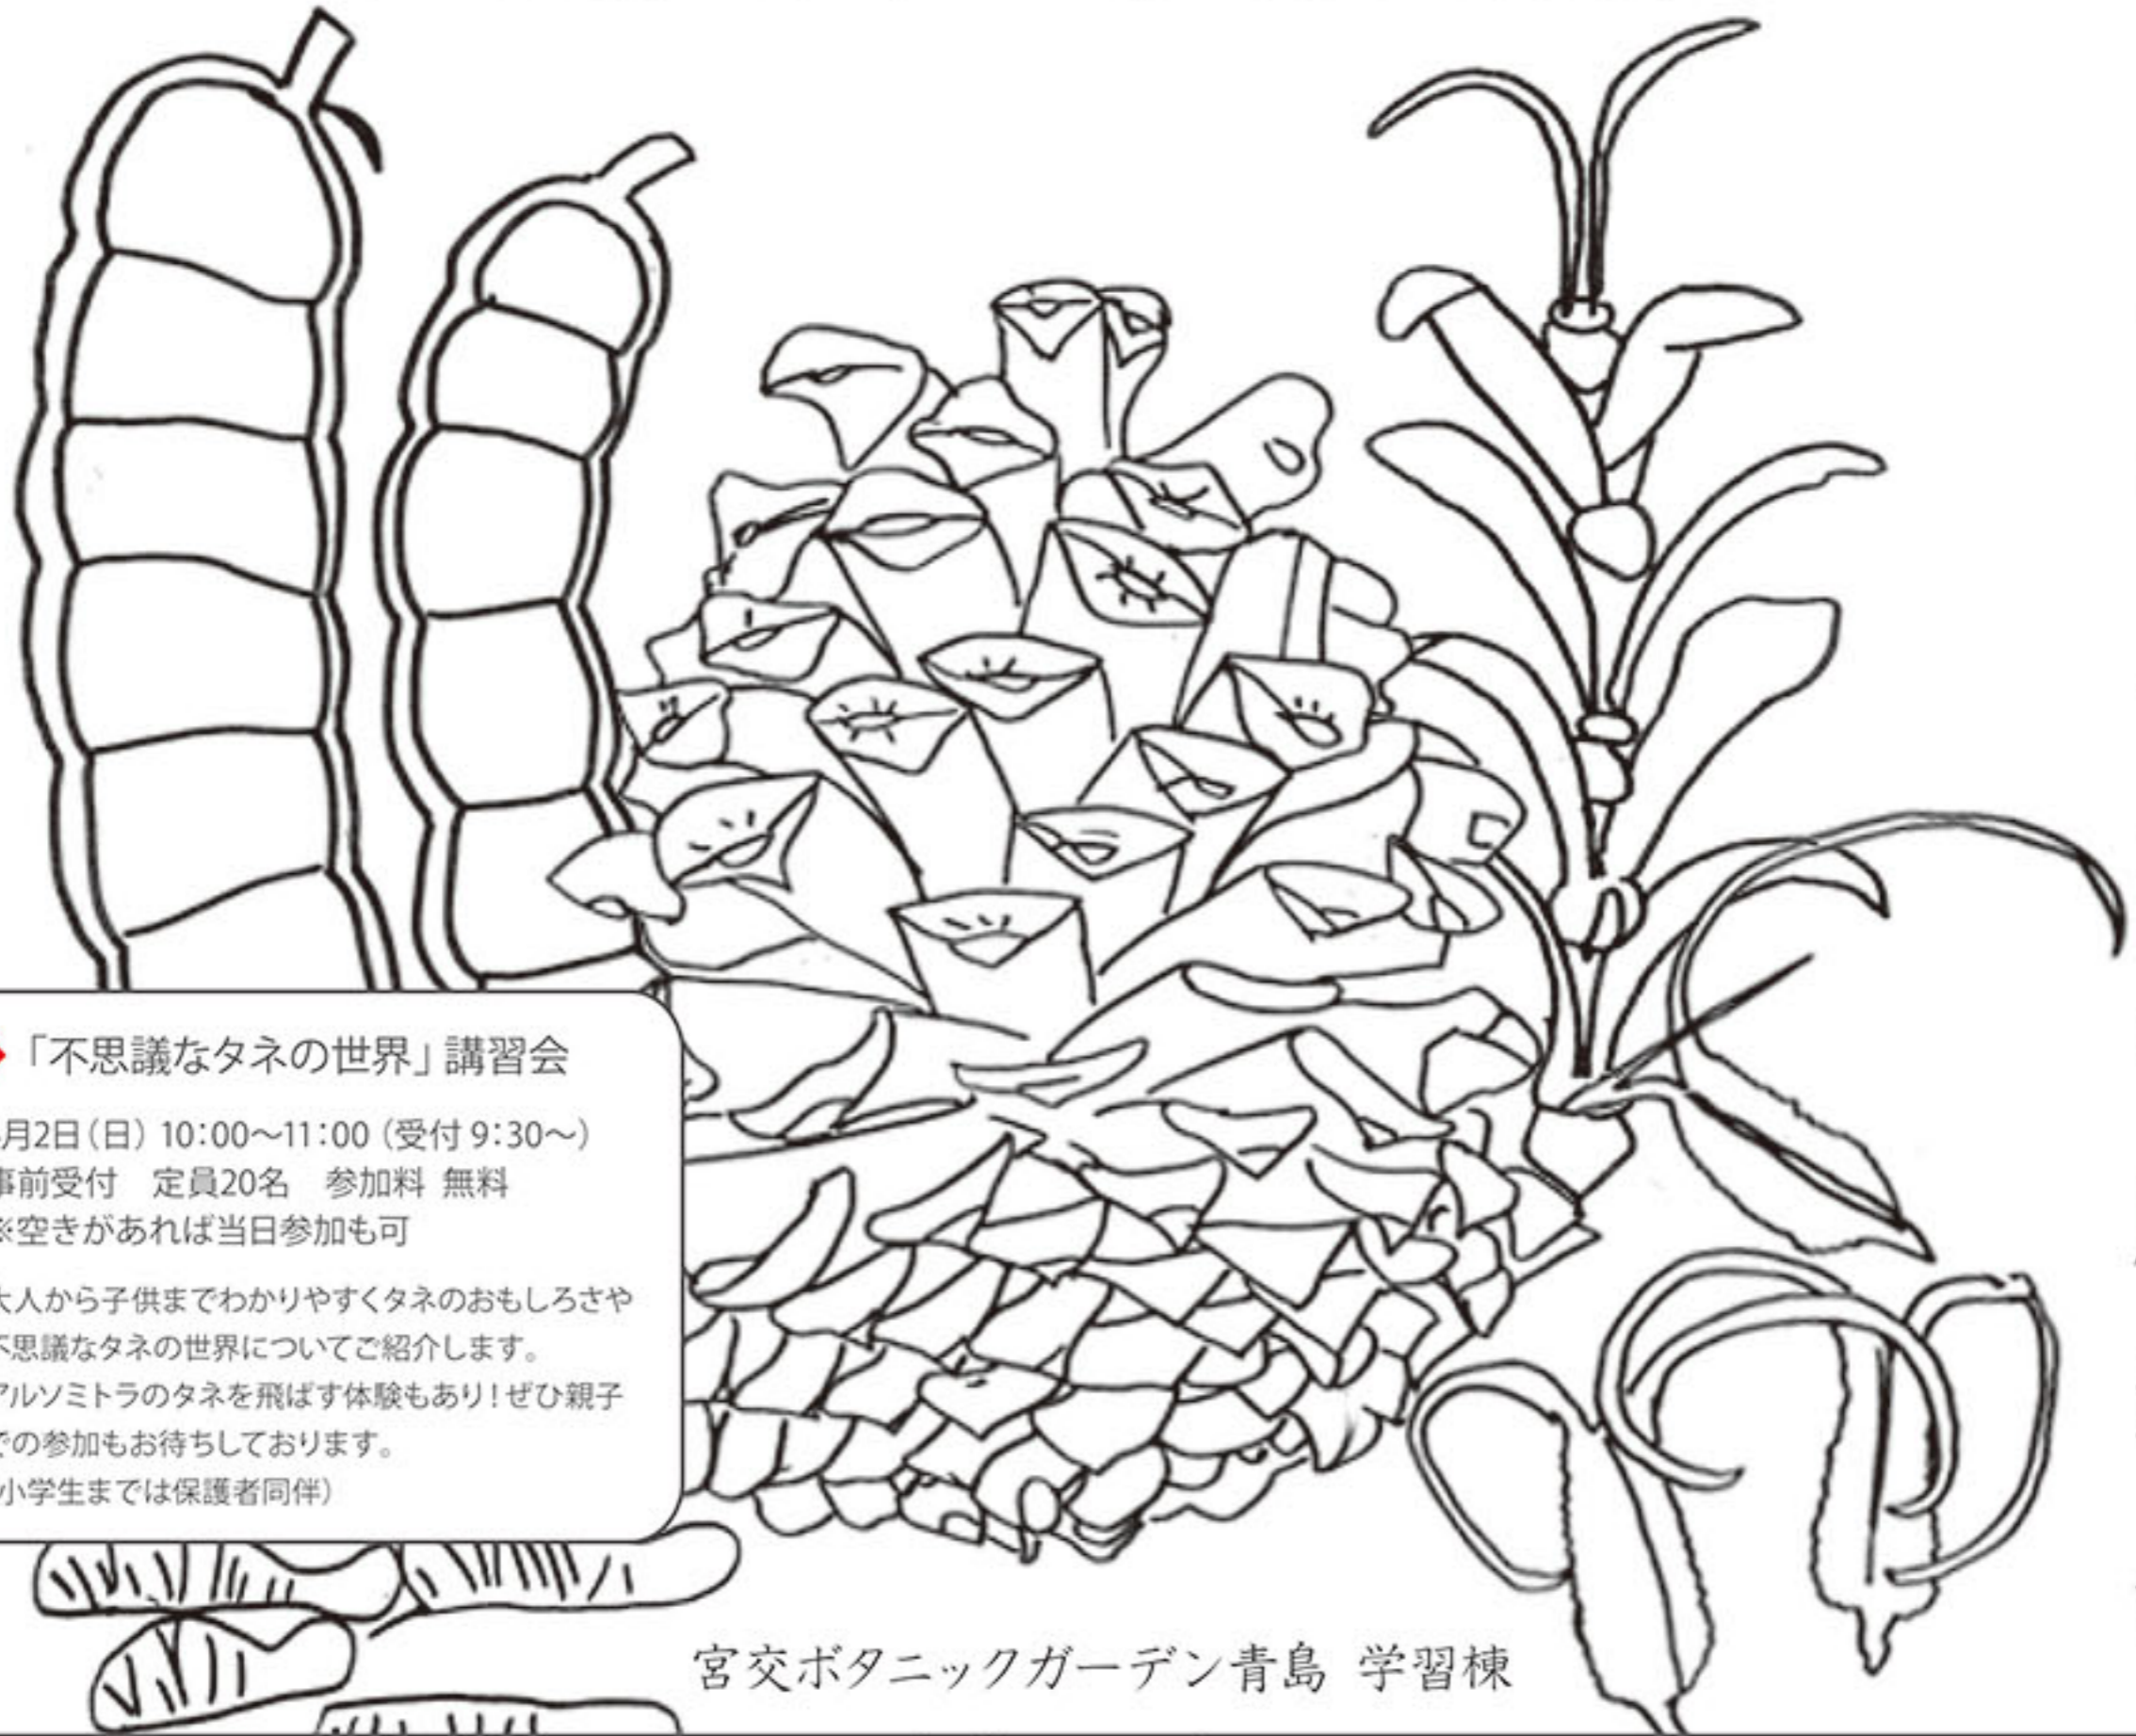 「不思議なタネの世界」講習会
月2日（日）10：00～11：00（受付 9：30～）
事前受付　定員20名　参加料 無料
※空きがあれば当日参加も可
大人から子供までわかりやすくタネのおもしろさや
不思議なタネの世界についてご紹介します。
アルソミトラのタネを飛ばす体験もあり！ぜひ親子
での参加もお待ちしております。
小学生までは保護者同伴）
宮交ボタニックガーデン青島 学習棟